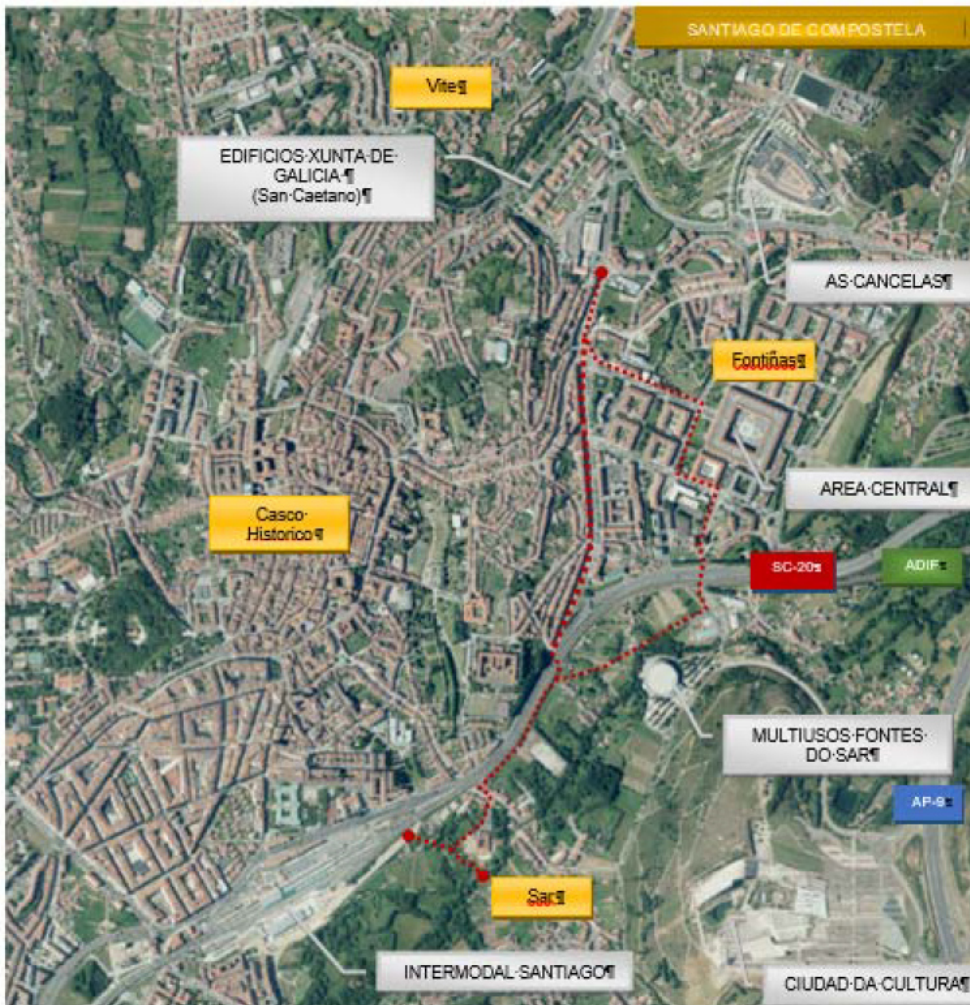 SANTIAGO DE COMPOSTELA
Vite¶
EDIFICIOS·XUNTA·DE·
GALICIA·¶
(San·Caetano)¶
AS·CANCELAS¶
Fontiñas¶
AREA·CENTRAL¶
Casco·
Historico¶
SC-20¶
ADIF¶
MULTIUSOS·FONTES·
DO·SAR¶
AP-9¶
Sar¶
INTERMODAL·SANTIAGO¶
CIUDAD·DA·CULTURA¶